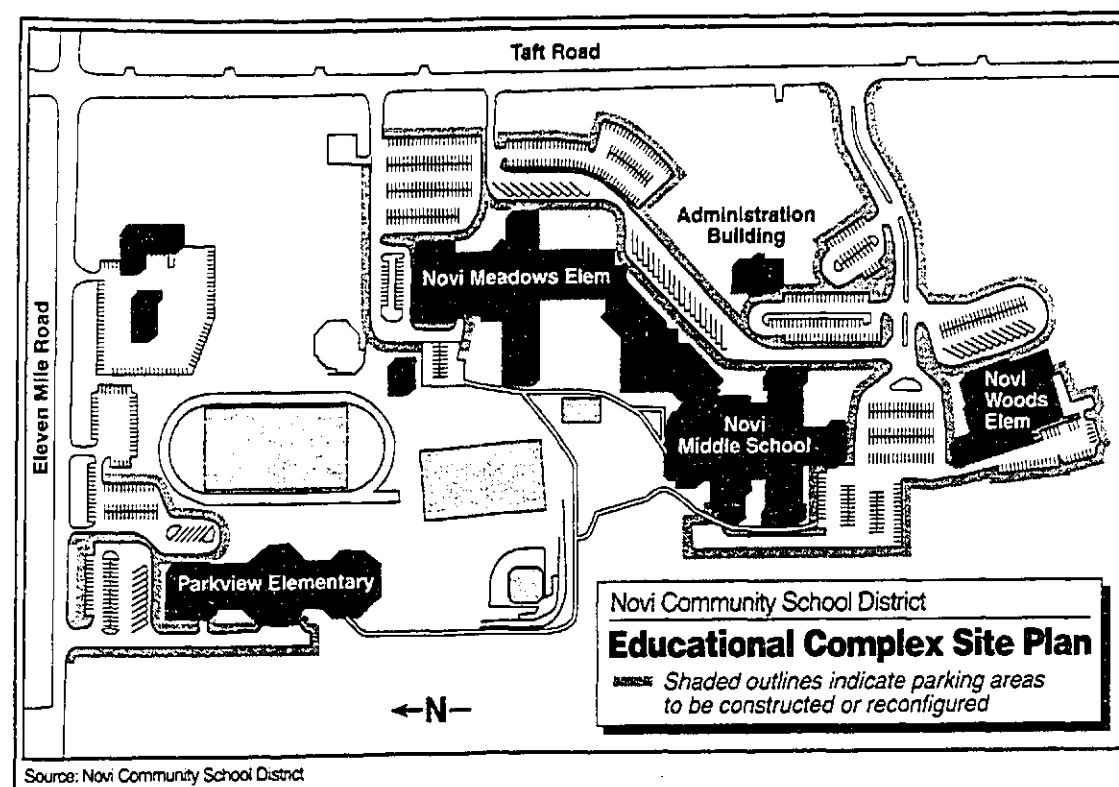 Taft Road
Administration
Building
Novi Meadows Elem
Eleven Mile Road
Novi
Woods
Elem
Novi
Middle School
Parkview Elementary
Novi Community School District
Educational Complex Site Plan
Shaded outlines indicate parking areas
to be constructed or reconfigured
←N–
Source: Novi Community School District